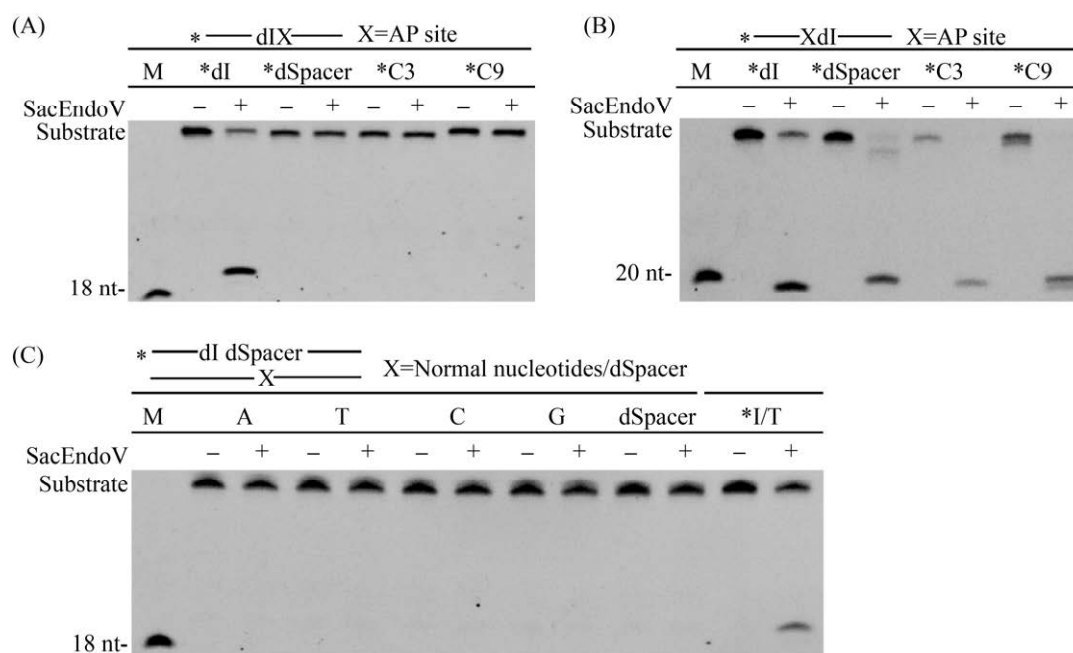 (A)
* dIX X=AP site
M *dI *dSpacer *C3 *C9
SacEndoV – + – + – + – +
Substrate
18 nt-
(B)
* XdI X=AP site
M *dI *dSpacer *C3 *C9
SacEndoV – + – + – + – +
Substrate
20 nt-
(C)
* dI dSpacer
X X=Normal nucleotides/dSpacer
M A T C G dSpacer *I/T
SacEndoV – + – + – + – + – + – +
Substrate
18 nt-